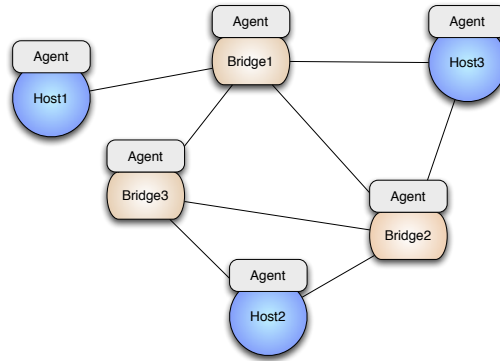 Agent
Bridge1
Agent
Host1
Agent
Host3
Agent
Bridge3
Agent
Bridge2
Agent
Host2